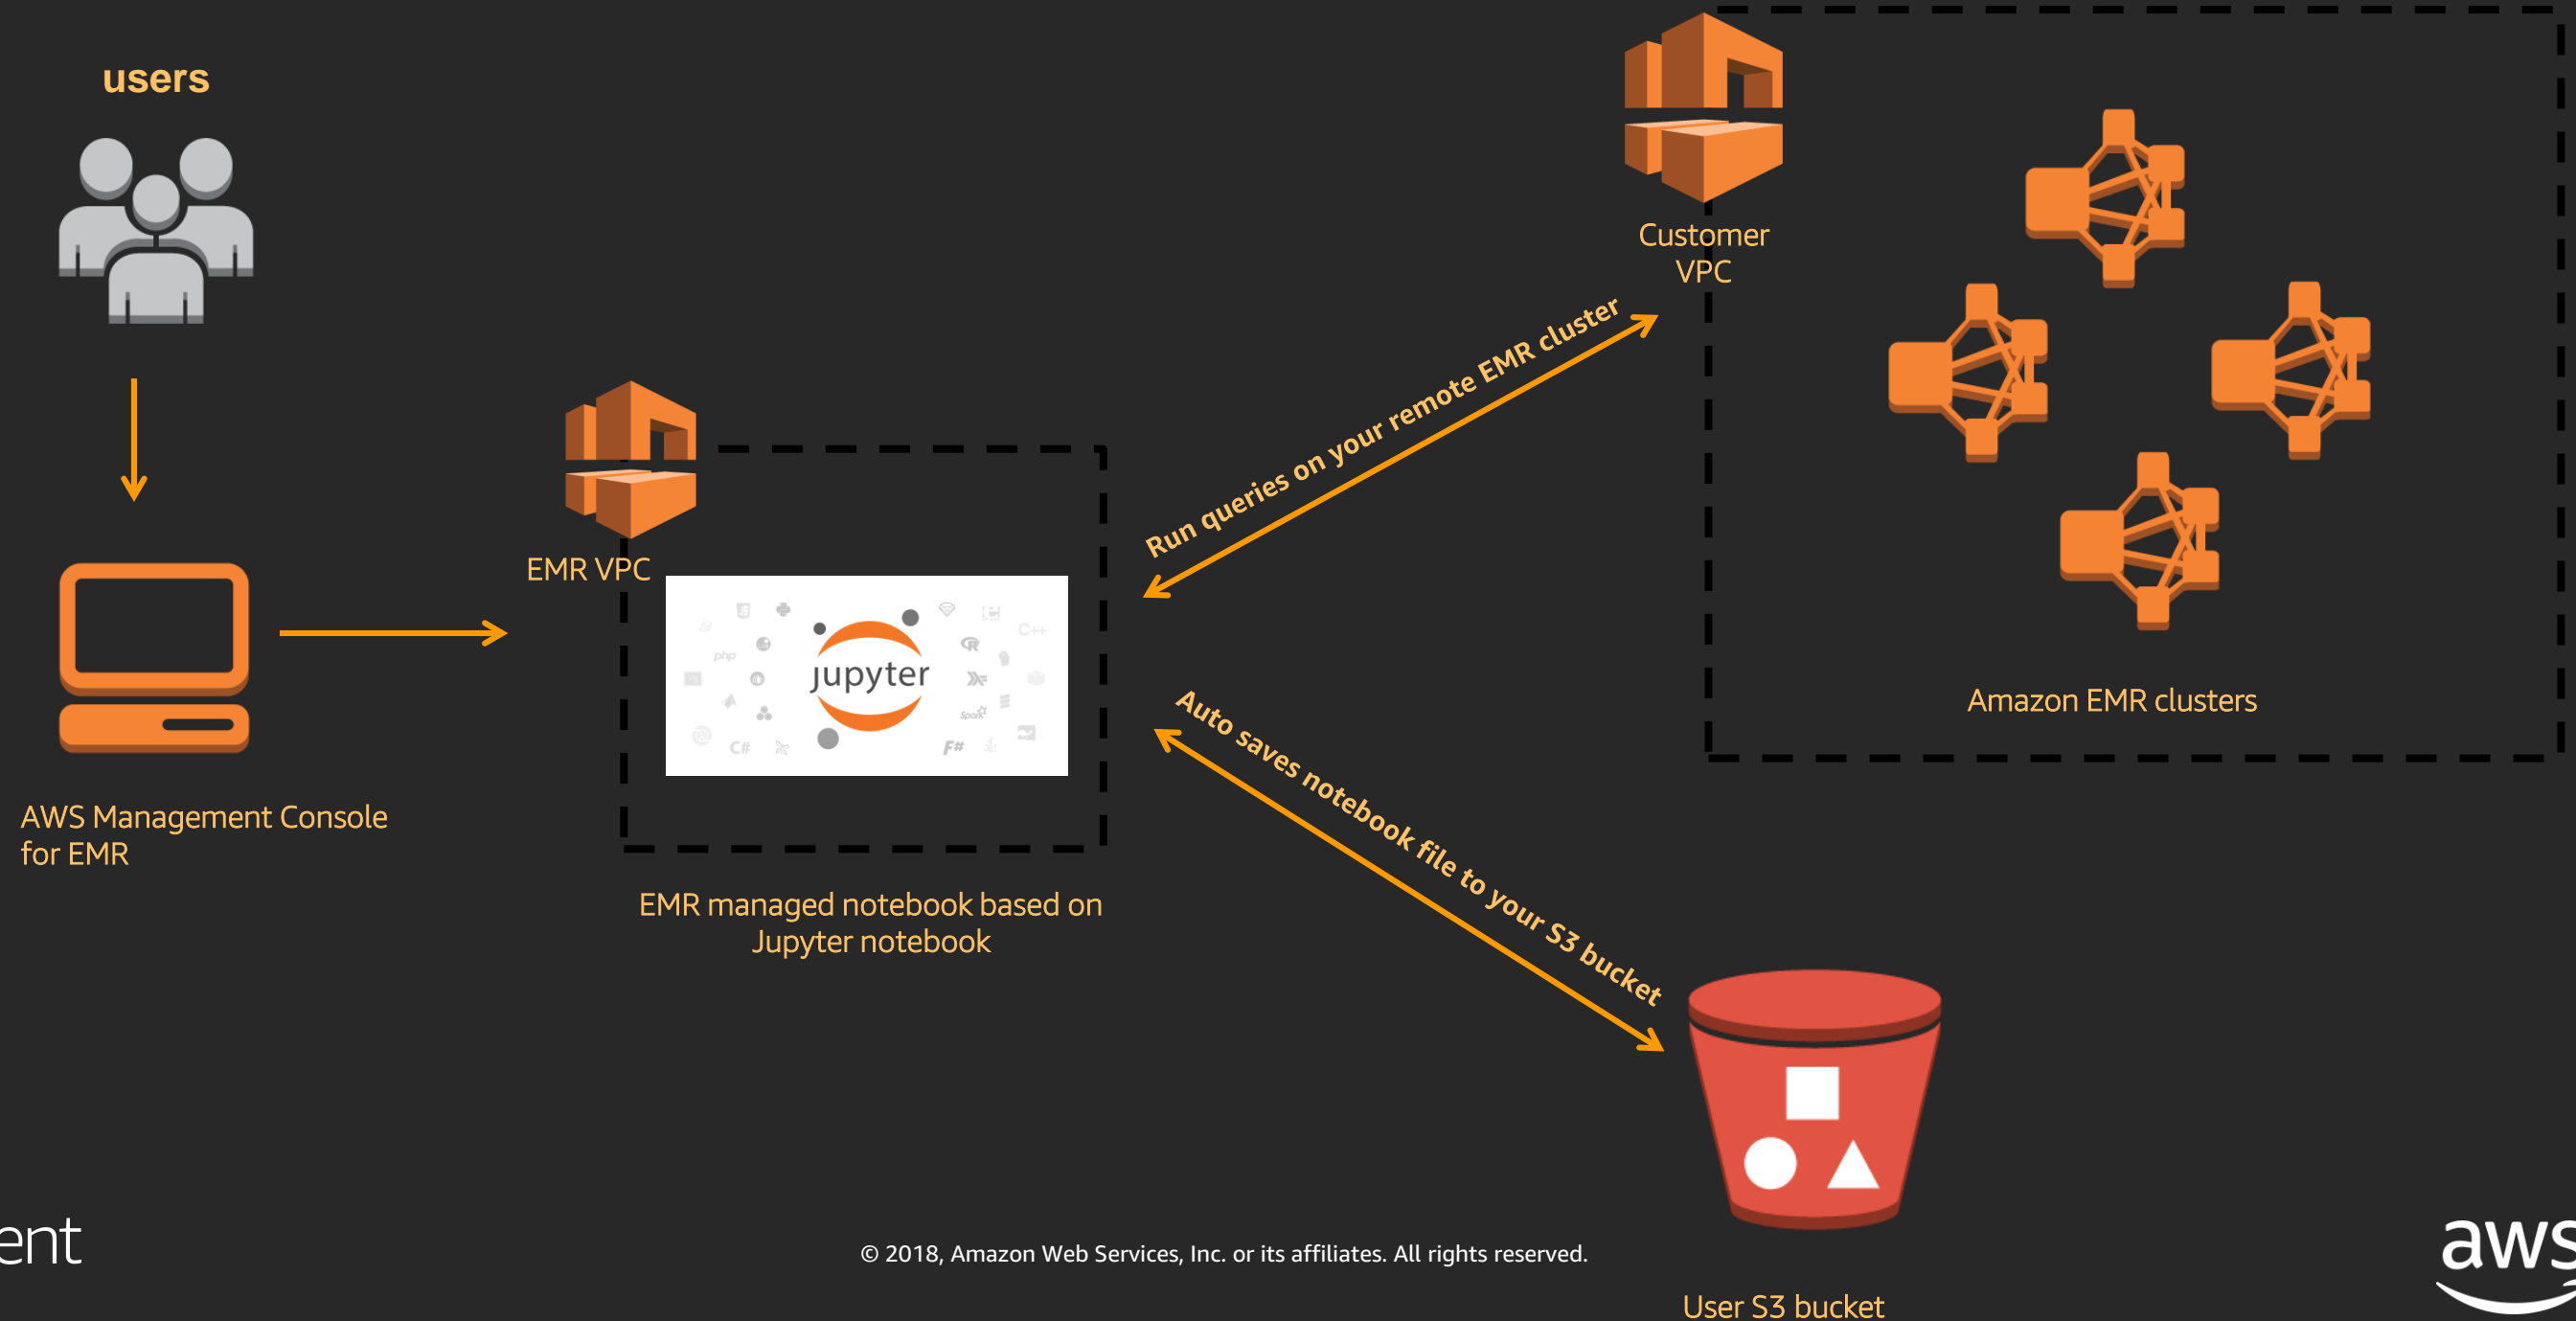 users
Customer
VPC
EMR VPC
Run queries on your remote EMR cluster
jupyter
php
C++
C#
F#
Spark
R
Amazon EMR clusters
Auto saves notebook file to your S3 bucket
AWS Management Console
for EMR
EMR managed notebook based on
Jupyter notebook
ent
© 2018, Amazon Web Services, Inc. or its affiliates. All rights reserved.
aws
User S3 bucket